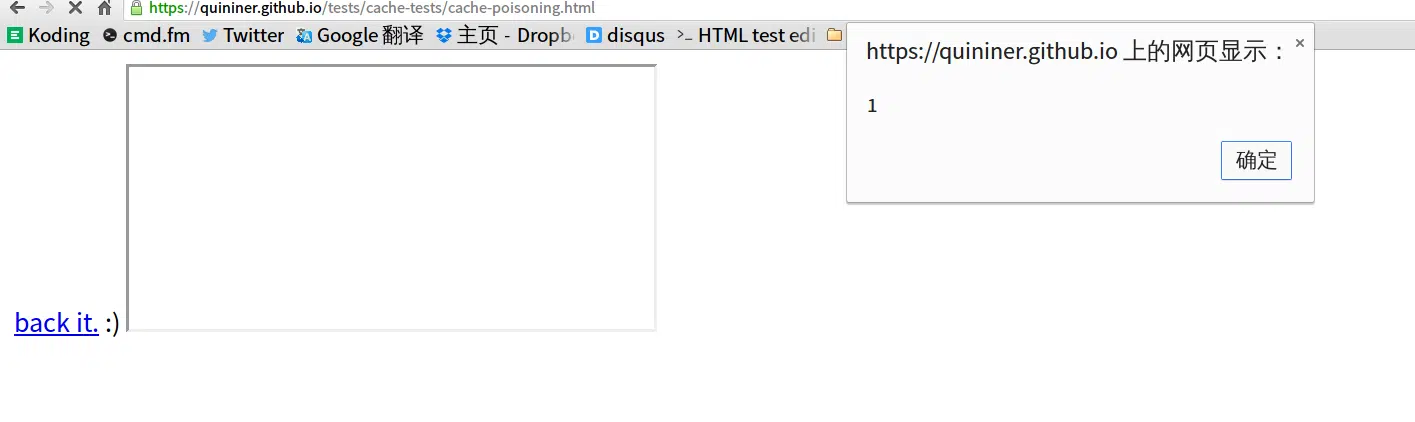 https://quininer.github.io/tests/cache-tests/cache-poisoning.html
Koding cmd.fm Twitter Google 翻译 主页 - Dropb disqus >_ HTML test edi
https://quininer.github.io 上的网页显示：
1
确定
back it. :)